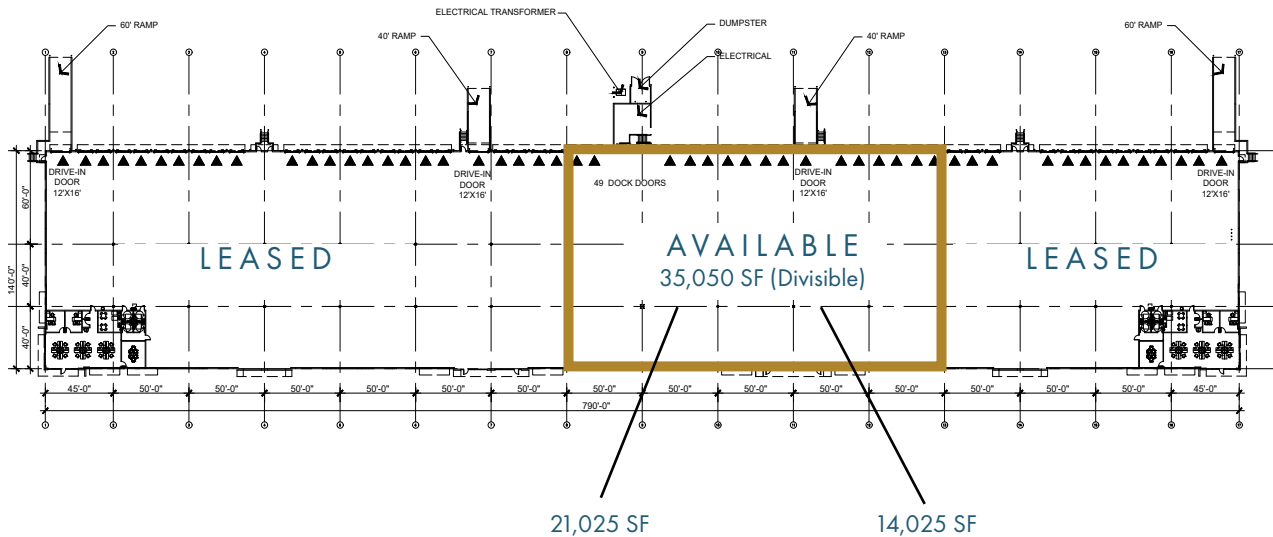 ELECTRICAL TRANSFORMER
60' RAMP
DUMPSTER
60' RAMP
40' RAMP
40' RAMP
ELECTRICAL
DRIVE-IN
DOOR
12'X16'
DRIVE-IN
DOOR
12'X16'
49 DOCK DOORS
DRIVE-IN
DOOR
12'X16'
DRIVE-IN
DOOR
12'X16'
60'-0"
140'-0"
40'-0"
40'-0"
LEASED
AVAILABLE
35,050 SF (Divisible)
LEASED
45'-0" 50'-0" 50'-0" 50'-0" 50'-0" 50'-0" 50'-0" 50'-0" 50'-0" 50'-0" 50'-0" 50'-0" 50'-0" 50'-0" 50'-0" 45'-0"
790'-0"
21,025 SF
14,025 SF